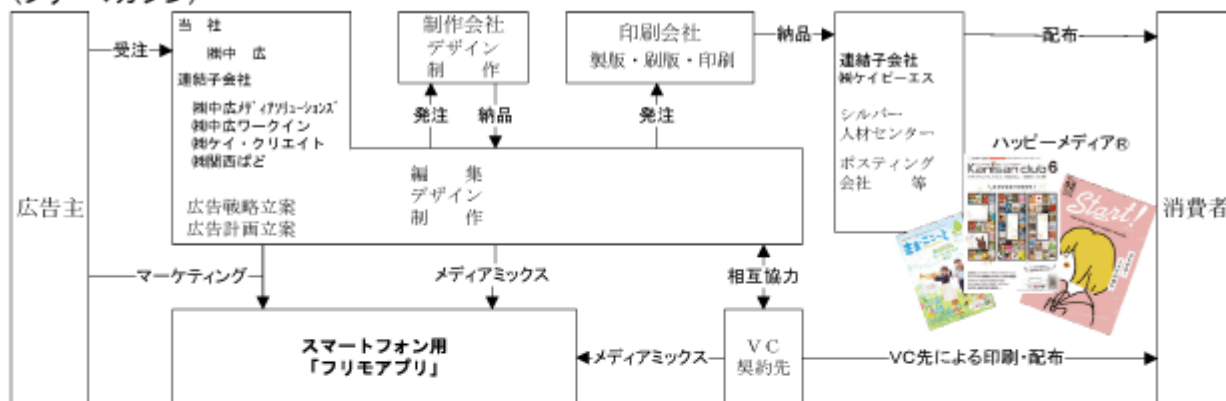 広告主
受注
当　社
㈱中　広
連結子会社
㈱中広ﾒﾃﾞｨｱｿﾘｭｰｼｮﾝｽﾞ
㈱中広ワークイン
㈱ケイ・クリエイト
㈱関西ぱど
広告戦略立案
広告計画立案
制作会社
デザイン
制　作
発注
納品
編　集
デザイン
制　作
印刷会社
製版・刷版・印刷
発注
納品
連結子会社
㈱ケイピーエス
シルバー
人材センター
ポスティング
会社　等
配布
ハッピーメディア®
Kanisanclub 6
Start!
消費者
マーケティング
メディアミックス
相互協力
スマートフォン用
「フリモアプリ」
メディアミックス
ＶＣ
契約先
VC先による印刷・配布